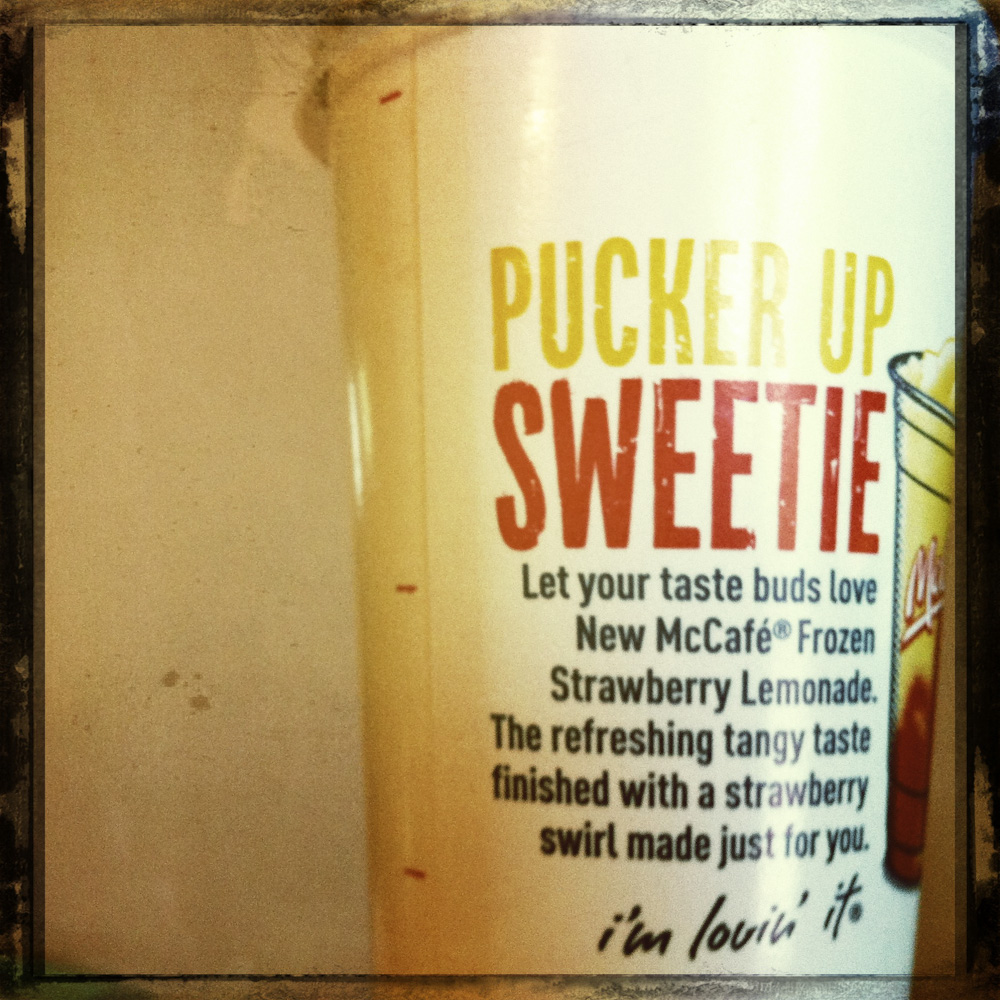 PUCKER UP
SWEETIE
Let your taste buds love
New McCafé® Frozen
Strawberry Lemonade.
The refreshing tangy taste
finished with a strawberry
swirl made just for you.
i'm lovin' it®